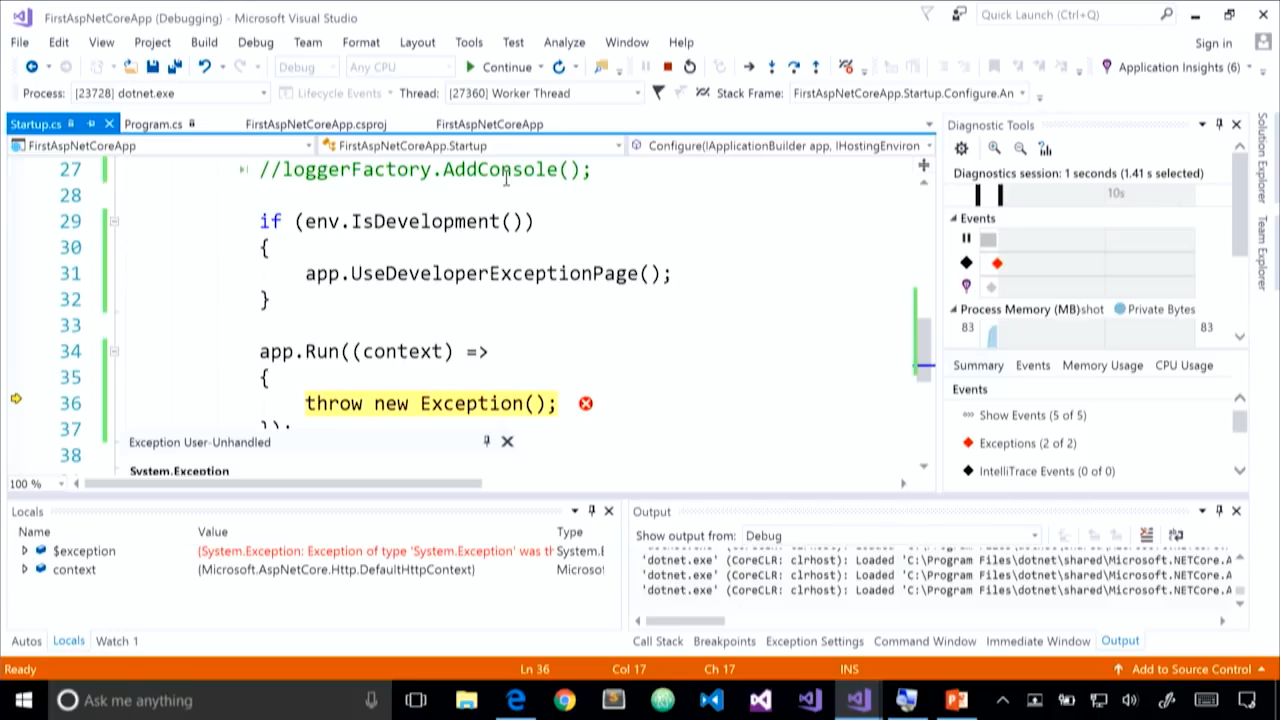 FirstAspNetCoreApp (Debugging) - Microsoft Visual Studio
Quick Launch (Ctrl+Q)
File Edit View Project Build Debug Team Format Layout Tools Test Analyze Window Help
Sign in
Debug Any CPU Continue Application Insights (6)
Process: [23728] dotnet.exe Lifecycle Events Thread: [27360] Worker Thread Stack Frame: FirstAspNetCoreApp.Startup.Configure.An
Startup.cs Program.cs FirstAspNetCoreApp.csproj FirstAspNetCoreApp
FirstAspNetCoreApp FirstAspNetCoreApp.Startup Configure(IApplicationBuilder app, IHostingEnviron
27 //loggerFactory.AddConsole();
28
29 if (env.IsDevelopment())
30 {
31 app.UseDeveloperExceptionPage();
32 }
33
34 app.Run((context) =>
35 {
36 throw new Exception();
37 });
38
Exception User-Unhandled
System.Exception
100 %
Diagnostic Tools
Diagnostics session: 1 seconds (1.41 s selected)
10s
Events
Process Memory (MB)shot Private Bytes
83 83
Summary Events Memory Usage CPU Usage
Events
Show Events (5 of 5)
Exceptions (2 of 2)
IntelliTrace Events (0 of 0)
Solution Explorer
Team Explorer
Locals
Name Value Type
$exception {System.Exception: Exception of type 'System.Exception' was th System.E
context {Microsoft.AspNetCore.Http.DefaultHttpContext} Microsof
Autos Locals Watch 1
Output
Show output from: Debug
'dotnet.exe' (CoreCLR: clrhost): Loaded 'C:\Program Files\dotnet\shared\Microsoft.NETCore.A
'dotnet.exe' (CoreCLR: clrhost): Loaded 'C:\Program Files\dotnet\shared\Microsoft.NETCore.A
'dotnet.exe' (CoreCLR: clrhost): Loaded 'C:\Program Files\dotnet\shared\Microsoft.NETCore.A
Call Stack Breakpoints Exception Settings Command Window Immediate Window Output
Ready Ln 36 Col 17 Ch 17 INS Add to Source Control
Ask me anything